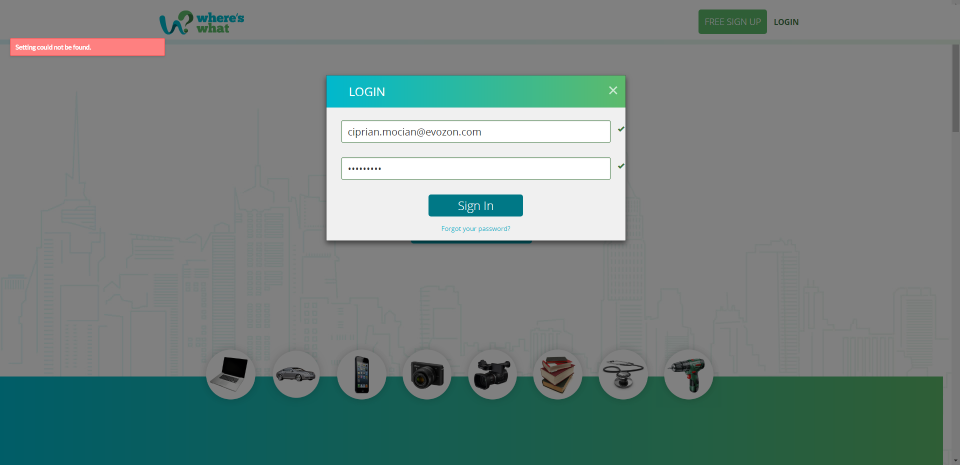 where's
what
FREE SIGN UP
LOGIN
Setting could not be found.
LOGIN
ciprian.mocian@evozon.com
•••••••••
Sign In
Forgot your password?